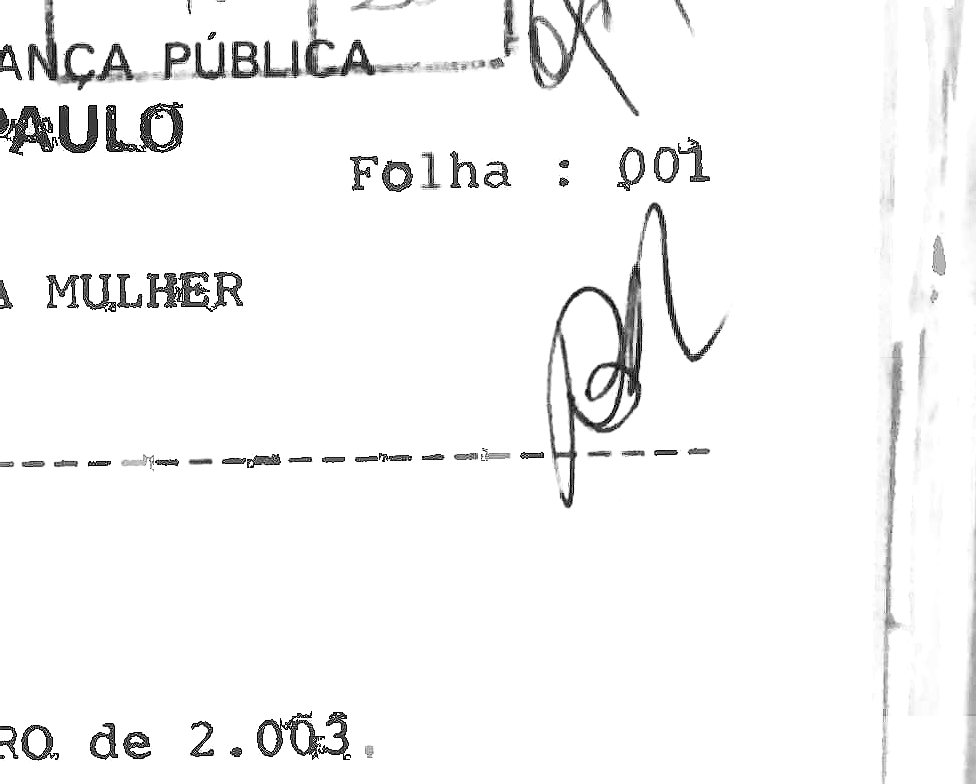 ANÇA PÚBLICA
PAULO
Folha : 001
A MULHER
RO de 2.003.